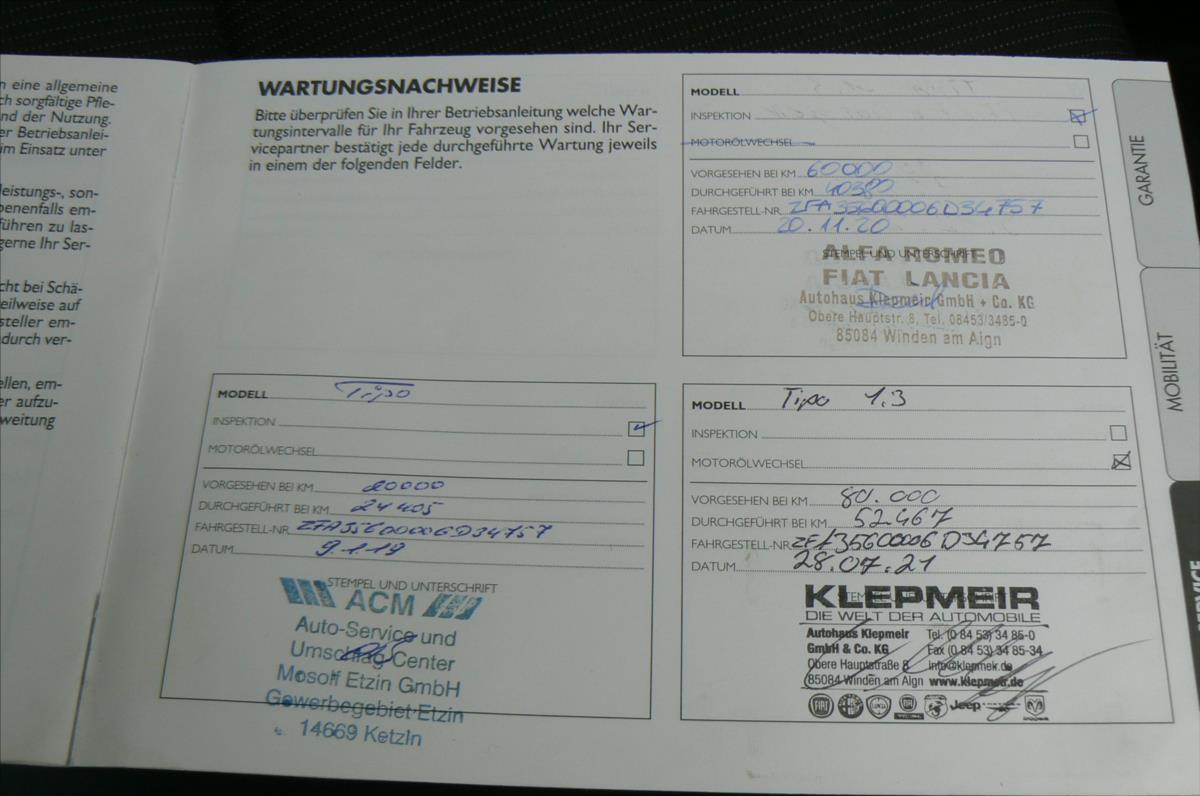 n eine allgemeine
ch sorgfältige Pfle-
nd der Nutzung.
er Betriebsanlei-
im Einsatz unter
leistungs-, son-
benenfalls em-
führen zu las-
gerne Ihr Ser-
cht bei Schä-
eilweise auf
steller em-
durch ver-
ellen, em-
er aufzu-
weitung
WARTUNGSNACHWEISE
Bitte überprüfen Sie in Ihrer Betriebsanleitung welche War-
tungsintervalle für Ihr Fahrzeug vorgesehen sind. Ihr Ser-
vicepartner bestätigt jede durchgeführte Wartung jeweils
in einem der folgenden Felder.
MODELL
INSPEKTION
MOTORÖLWECHSEL
VORGESEHEN BEI KM 60000
DURCHGEFÜHRT BEI KM 40380
FAHRGESTELL-NR. ZFA35600006D34757
DATUM 20.11.20
STEMPEL UND UNTERSCHRIFT
ALFA ROMEO
FIAT LANCIA
Autohaus Klepmeir GmbH + Co. KG
Obere Hauptstr. 8, Tel. 08453/3485-0
85084 Winden am Aign
MODELL Tipo
INSPEKTION
MOTORÖLWECHSEL
VORGESEHEN BEI KM 20000
DURCHGEFÜHRT BEI KM 24405
FAHRGESTELL-NR. ZFA35600006D34757
DATUM 9.1.19
STEMPEL UND UNTERSCHRIFT
ACM
Auto-Service und
Umschlag Center
Mosolf Etzin GmbH
Gewerbegebiet Etzin
14669 Ketzin
MODELL Tipo 1.3
INSPEKTION
MOTORÖLWECHSEL
VORGESEHEN BEI KM 80.000
DURCHGEFÜHRT BEI KM 52467
FAHRGESTELL-NR. ZFA35600006D34757
DATUM 28.07.21
KLEPMEIR
DIE WELT DER AUTOMOBILE
Autohaus Klepmeir Tel. (0 84 53) 34 85-0
GmbH & Co. KG Fax (0 84 53) 34 85-34
Obere Hauptstraße 8 info@klepmeir.de
85084 Winden am Aign www.klepmeir.de
FIAT Jeep
GARANTIE
MOBILITÄT
SERVICE